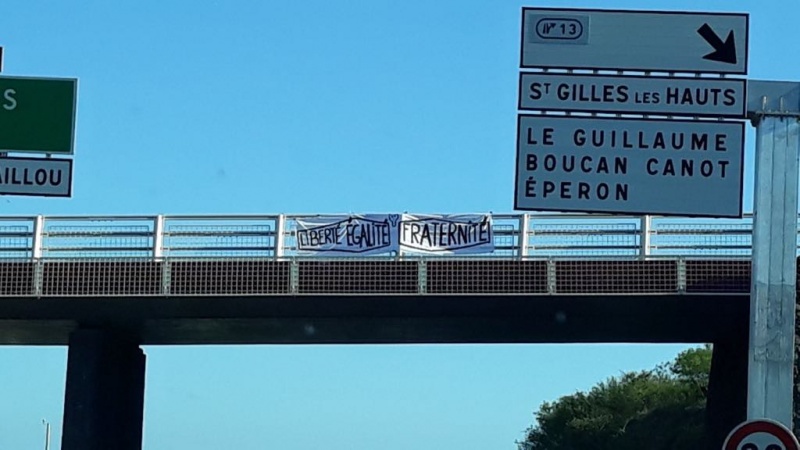 S
AILLOU
13
ST GILLES LES HAUTS
LE GUILLAUME
BOUCAN CANOT
ÉPERON
LIBERTÉ ÉGALITÉ FRATERNITÉ